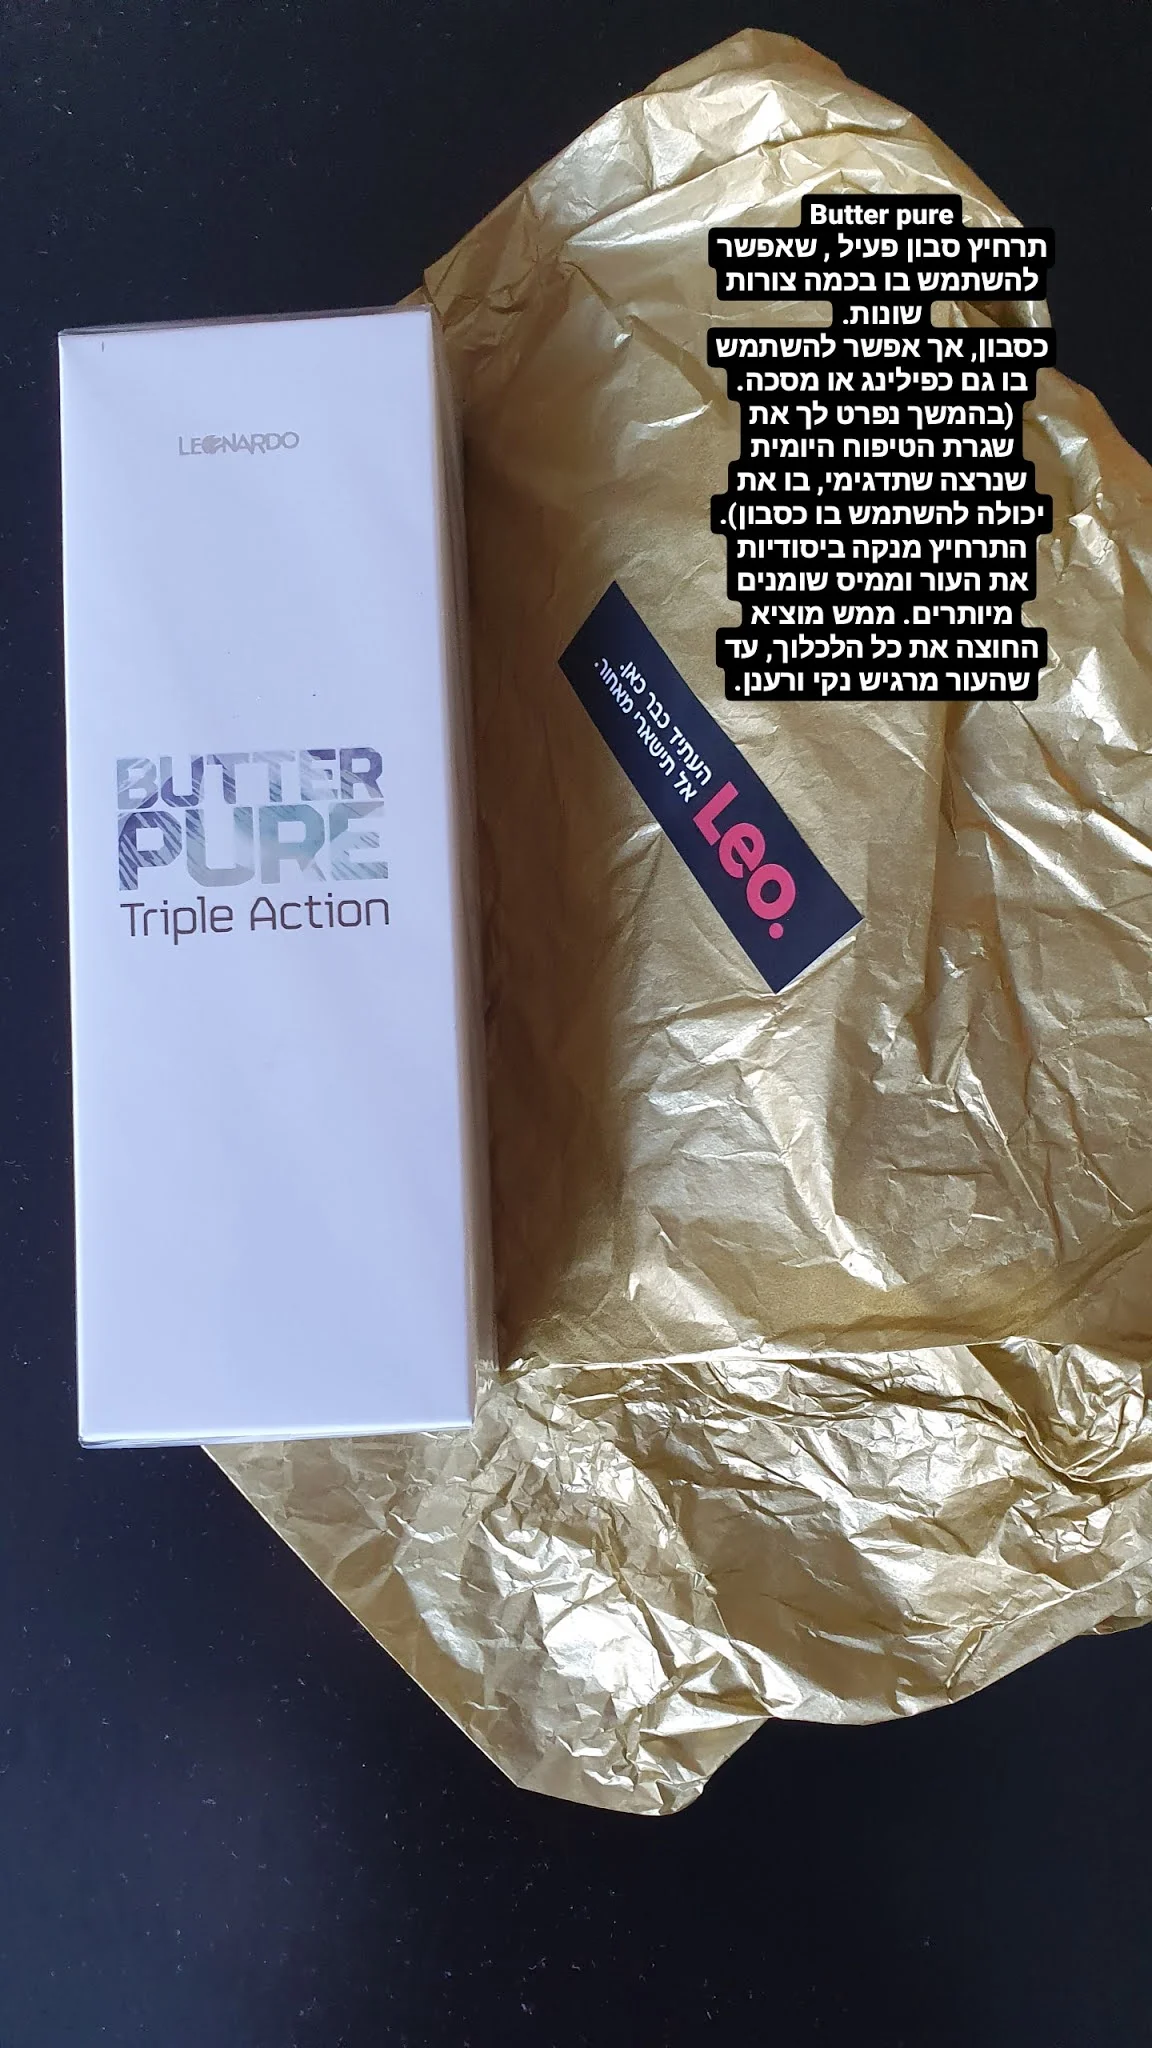 Butter pure
תרחיץ סבון פעיל , שאפשר
להשתמש בו בכמה צורות
שונות.
כסבון, אך אפשר להשתמש
בו גם כפילינג או מסכה.
(בהמשך נפרט לך את
שגרת הטיפוח היומית
שנרצה שתדגימי, בו את
יכולה להשתמש בו כסבון).
התרחיץ מנקה ביסודיות
את העור וממיס שומנים
מיותרים. ממש מוציא
החוצה את כל הלכלוך, עד
שהעור מרגיש נקי ורענן.
LEONARDO
BUTTER
PURE
Triple Action
העתיד כבר כאן.
אל תישארי מאחור.
Leo.